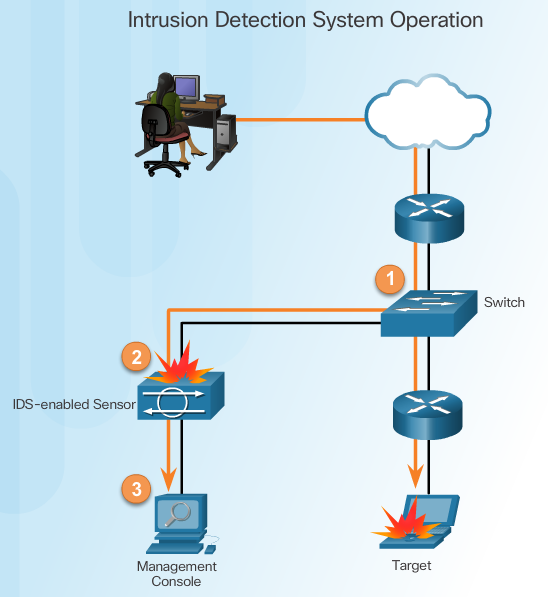 Intrusion Detection System Operation
1
Switch
2
IDS-enabled Sensor
3
Management
Console
Target